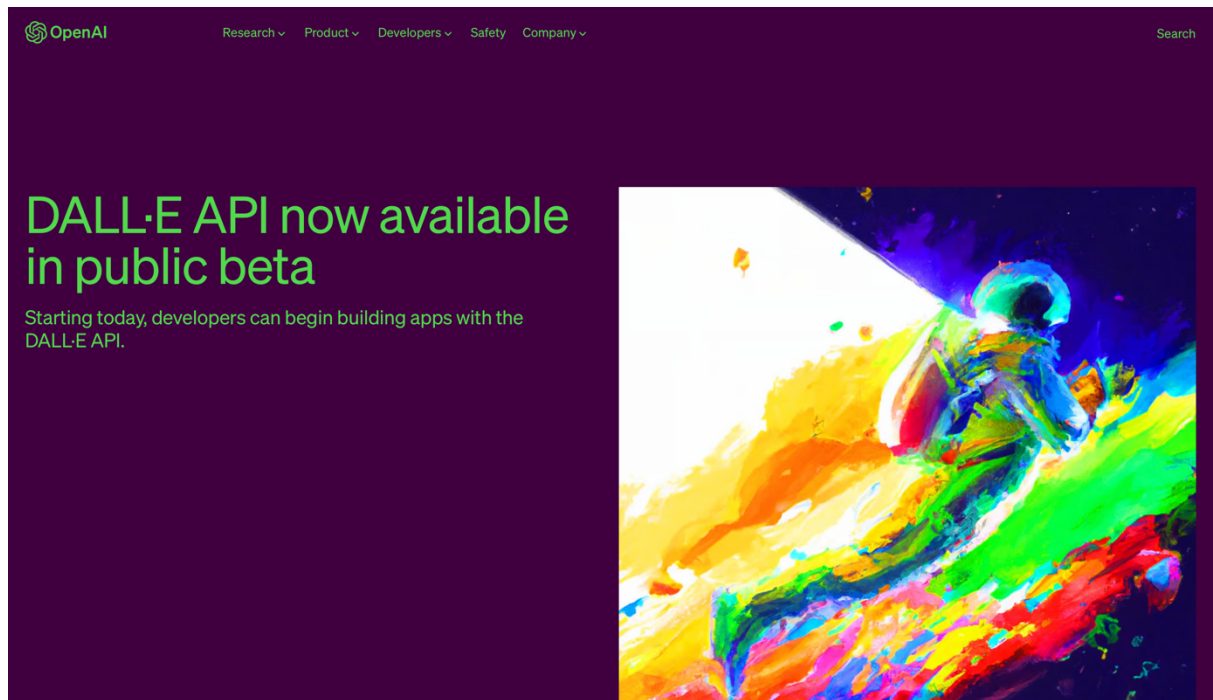 OpenAI
Research
Product
Developers
Safety
Company
Search
DALL·E API now available
in public beta
Starting today, developers can begin building apps with the
DALL·E API.